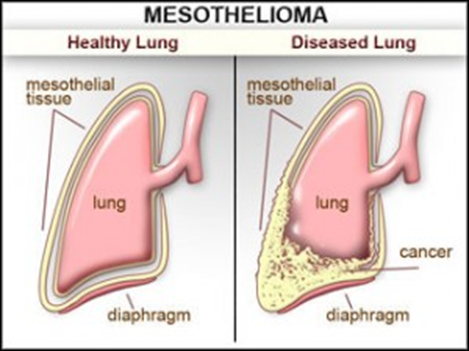 MESOTHELIOMA
Healthy Lung
Diseased Lung
mesothelial
tissue
lung
diaphragm
mesothelial
tissue
lung
cancer
diaphragm